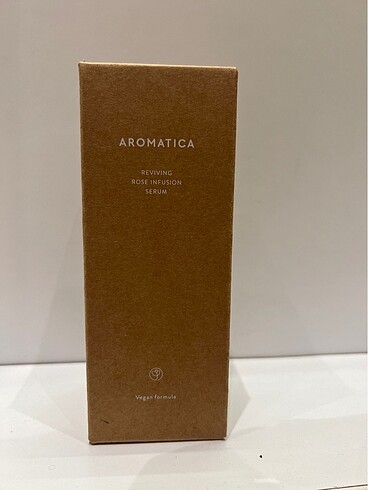 AROMATICA
REVIVING
ROSE INFUSION
SERUM
Vegan formula